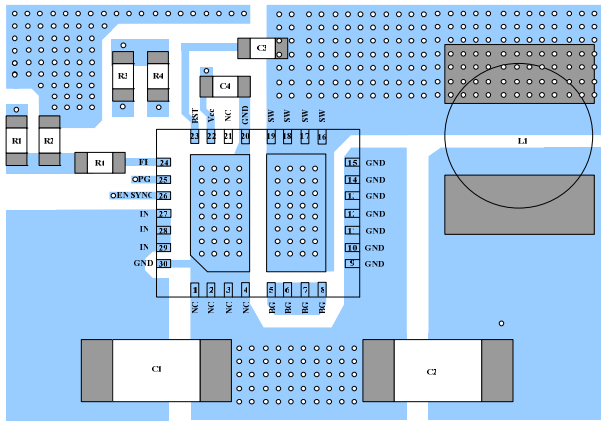 C2
R3
R4
C4
BST
Vcc
NC
GND
SW
SW
SW
SW
R1
R2
23
22
21
20
19
18
17
16
L1
R1
24
15
GND
PG
25
14
GND
EN SYNC
26
GND
IN
27
GND
IN
28
GND
IN
29
10
GND
GND
30
9
GND
1
2
3
4
5
6
7
8
NC
NC
NC
NC
BG
BG
BG
BG
C1
C2